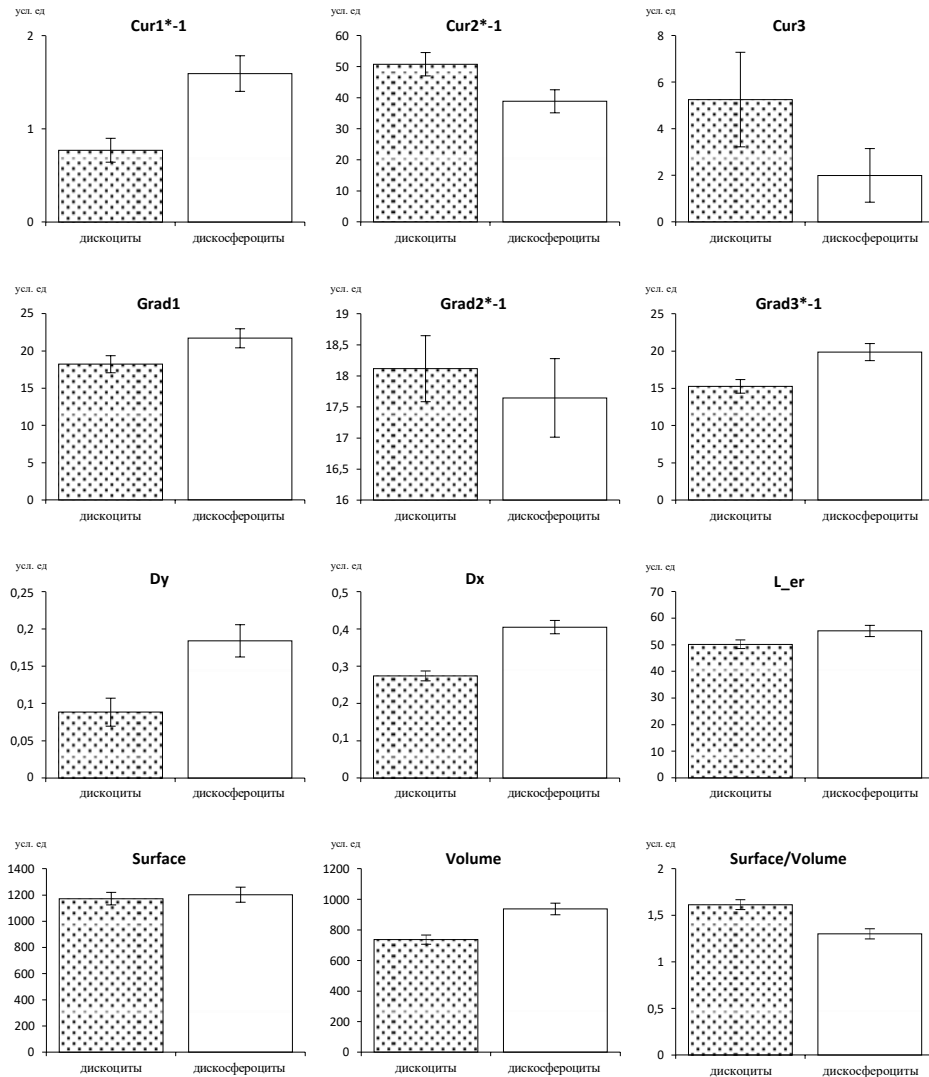 усл. ед
Cur1*-1
2
1
0
дискоциты дискосфероциты
усл. ед
Cur2*-1
60
50
40
30
20
10
0
дискоциты дискосфероциты
усл. ед
Cur3
8
6
4
2
0
дискоциты дискосфероциты
усл. ед
Grad1
25
20
15
10
5
0
дискоциты дискосфероциты
усл. ед
Grad2*-1
19
18,5
18
17,5
17
16,5
16
дискоциты дискосфероциты
усл. ед
Grad3*-1
25
20
15
10
5
0
дискоциты дискосфероциты
усл. ед
Dy
0,25
0,2
0,15
0,1
0,05
0
дискоциты дискосфероциты
усл. ед
Dx
0,5
0,4
0,3
0,2
0,1
0
дискоциты дискосфероциты
усл. ед
L_er
70
60
50
40
30
20
10
0
дискоциты дискосфероциты
усл. ед
Surface
1400
1200
1000
800
600
400
200
0
дискоциты дискосфероциты
усл. ед
Volume
1200
1000
800
600
400
200
0
дискоциты дискосфероциты
усл. ед
Surface/Volume
2
1,5
1
0,5
0
дискоциты дискосфероциты